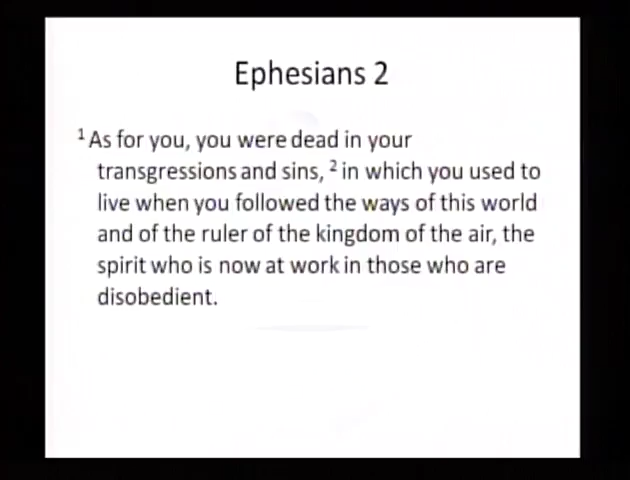 Ephesians 2
1 As for you, you were dead in your
transgressions and sins, 2 in which you used to
live when you followed the ways of this world
and of the ruler of the kingdom of the air, the
spirit who is now at work in those who are
disobedient.